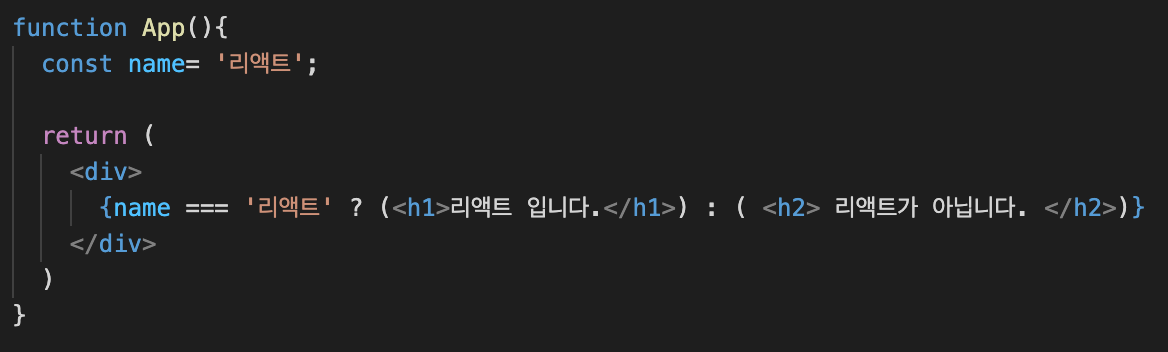 function App(){
const name= '리액트';
return (
<div>
{name === '리액트' ? (<h1>리액트 입니다.</h1>) : ( <h2> 리액트가 아닙니다. </h2>)}
</div>
)
}